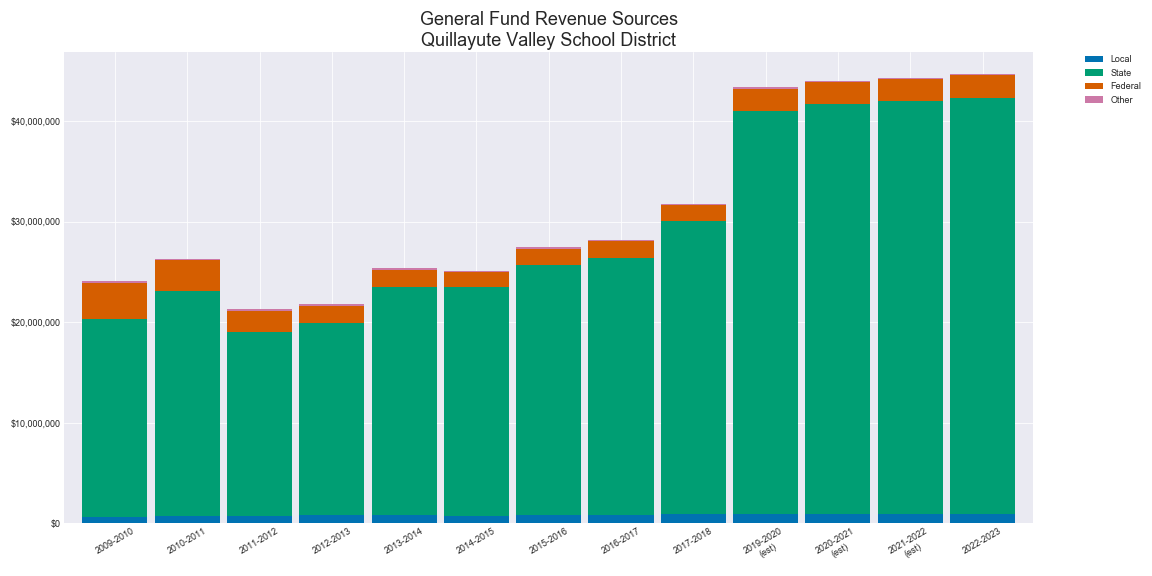 General Fund Revenue Sources
Quillayute Valley School District
Local
State
Federal
Other
$40,000,000
$30,000,000
$20,000,000
$10,000,000
$0
2009-2010
2010-2011
2011-2012
2012-2013
2013-2014
2014-2015
2015-2016
2016-2017
2017-2018
2019-2020
(est)
2020-2021
(est)
2021-2022
(est)
2022-2023